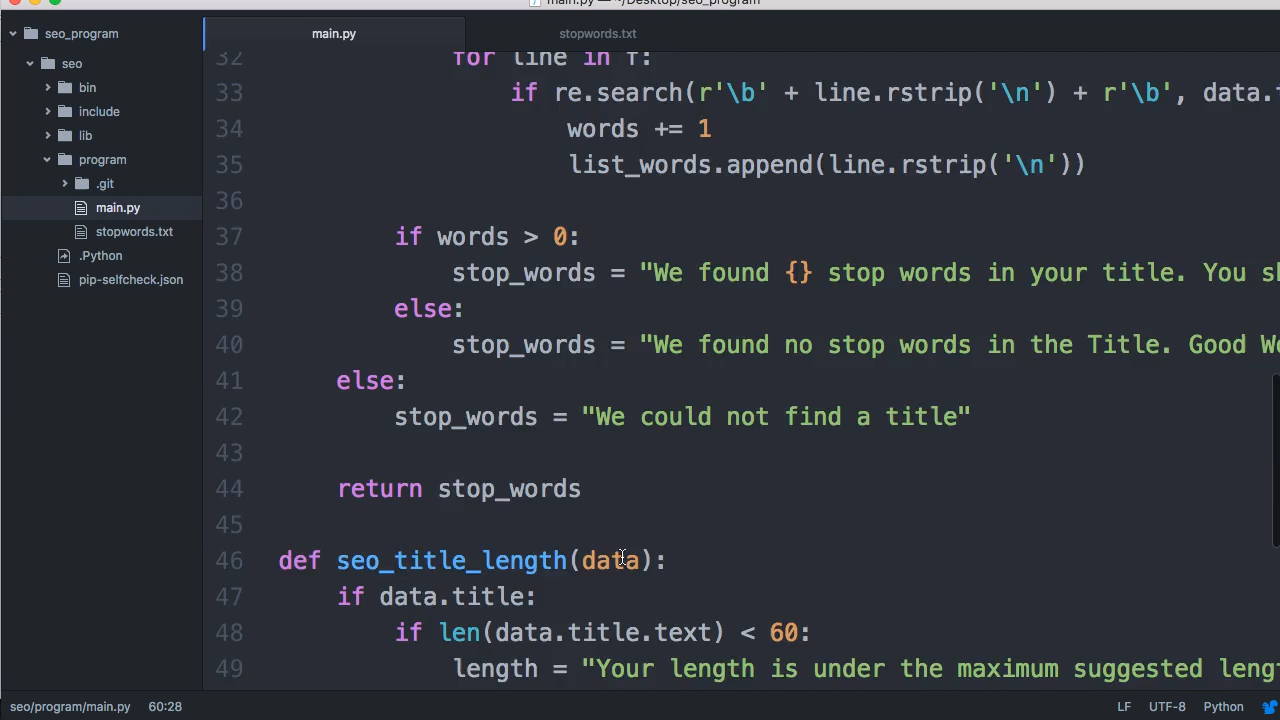 main.py — ~/Desktop/seo_program
seo_program
seo
bin
include
lib
program
.git
main.py
stopwords.txt
.Python
pip-selfcheck.json
main.py
stopwords.txt
32 for line in f:
33 if re.search(r'\b' + line.rstrip('\n') + r'\b', data.
34 words += 1
35 list_words.append(line.rstrip('\n'))
36
37 if words > 0:
38 stop_words = "We found {} stop words in your title. You
39 else:
40 stop_words = "We found no stop words in the Title. Good
41 else:
42 stop_words = "We could not find a title"
43
44 return stop_words
45
46 def seo_title_length(data):
47 if data.title:
48 if len(data.title.text) < 60:
49 length = "Your length is under the maximum suggested leng
seo/program/main.py 60:28
LF UTF-8 Python